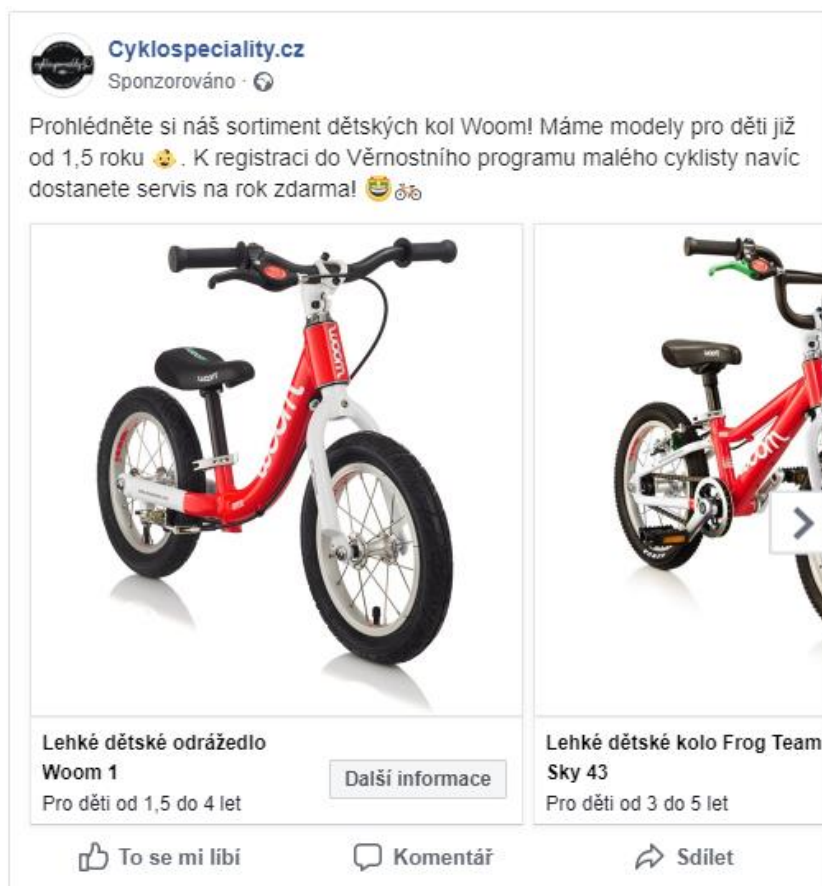 Cyklospeciality.cz
Sponzorováno ·
Prohlédněte si náš sortiment dětských kol Woom! Máme modely pro děti již
od 1,5 roku 👶. K registraci do Věrnostního programu malého cyklisty navíc
dostanete servis na rok zdarma! 🤩🚲
woom
woom
woom
woom
woom
Lehké dětské odrážedlo
Woom 1
Pro děti od 1,5 do 4 let
Další informace
Lehké dětské kolo Frog Team
Sky 43
Pro děti od 3 do 5 let
To se mi líbí
Komentář
Sdílet